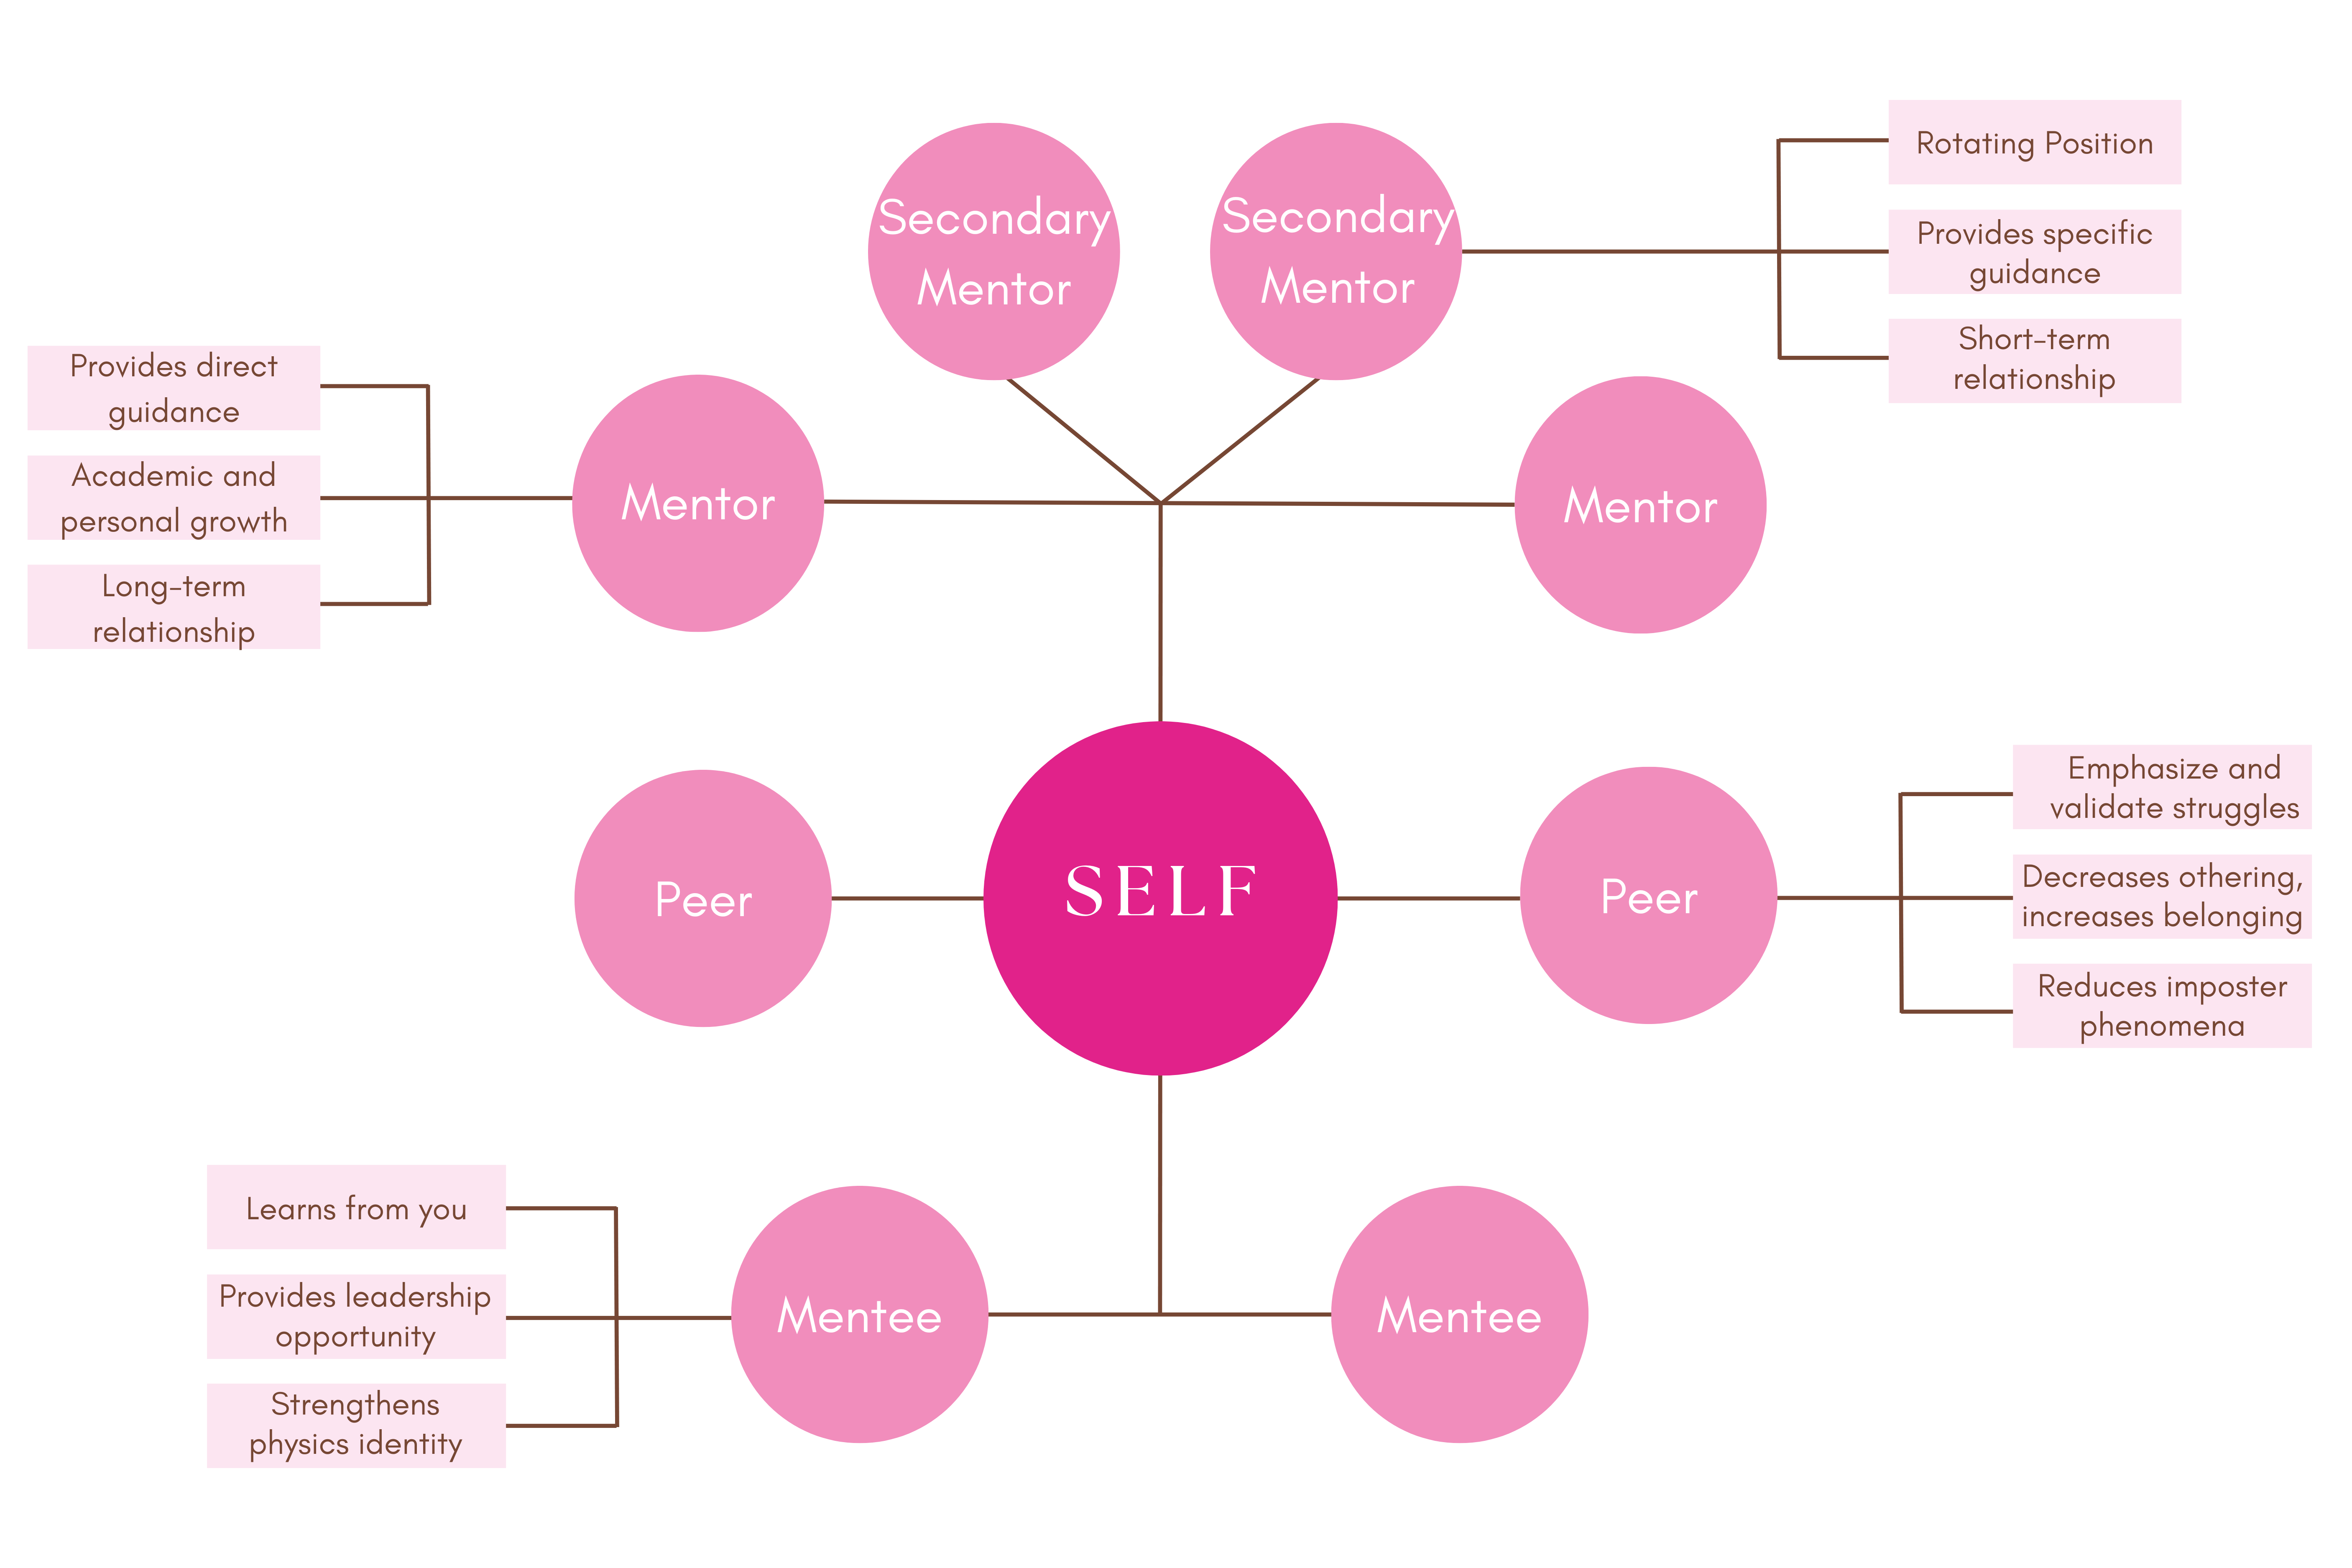 Secondary
Mentor
Secondary
Mentor
Rotating Position
Provides specific
guidance
Short-term
relationship
Provides direct
guidance
Academic and
personal growth
Long-term
relationship
Mentor
Mentor
Peer
SELF
Peer
Emphasize and
validate struggles
Decreases othering,
increases belonging
Reduces imposter
phenomena
Learns from you
Provides leadership
opportunity
Strengthens
physics identity
Mentee
Mentee